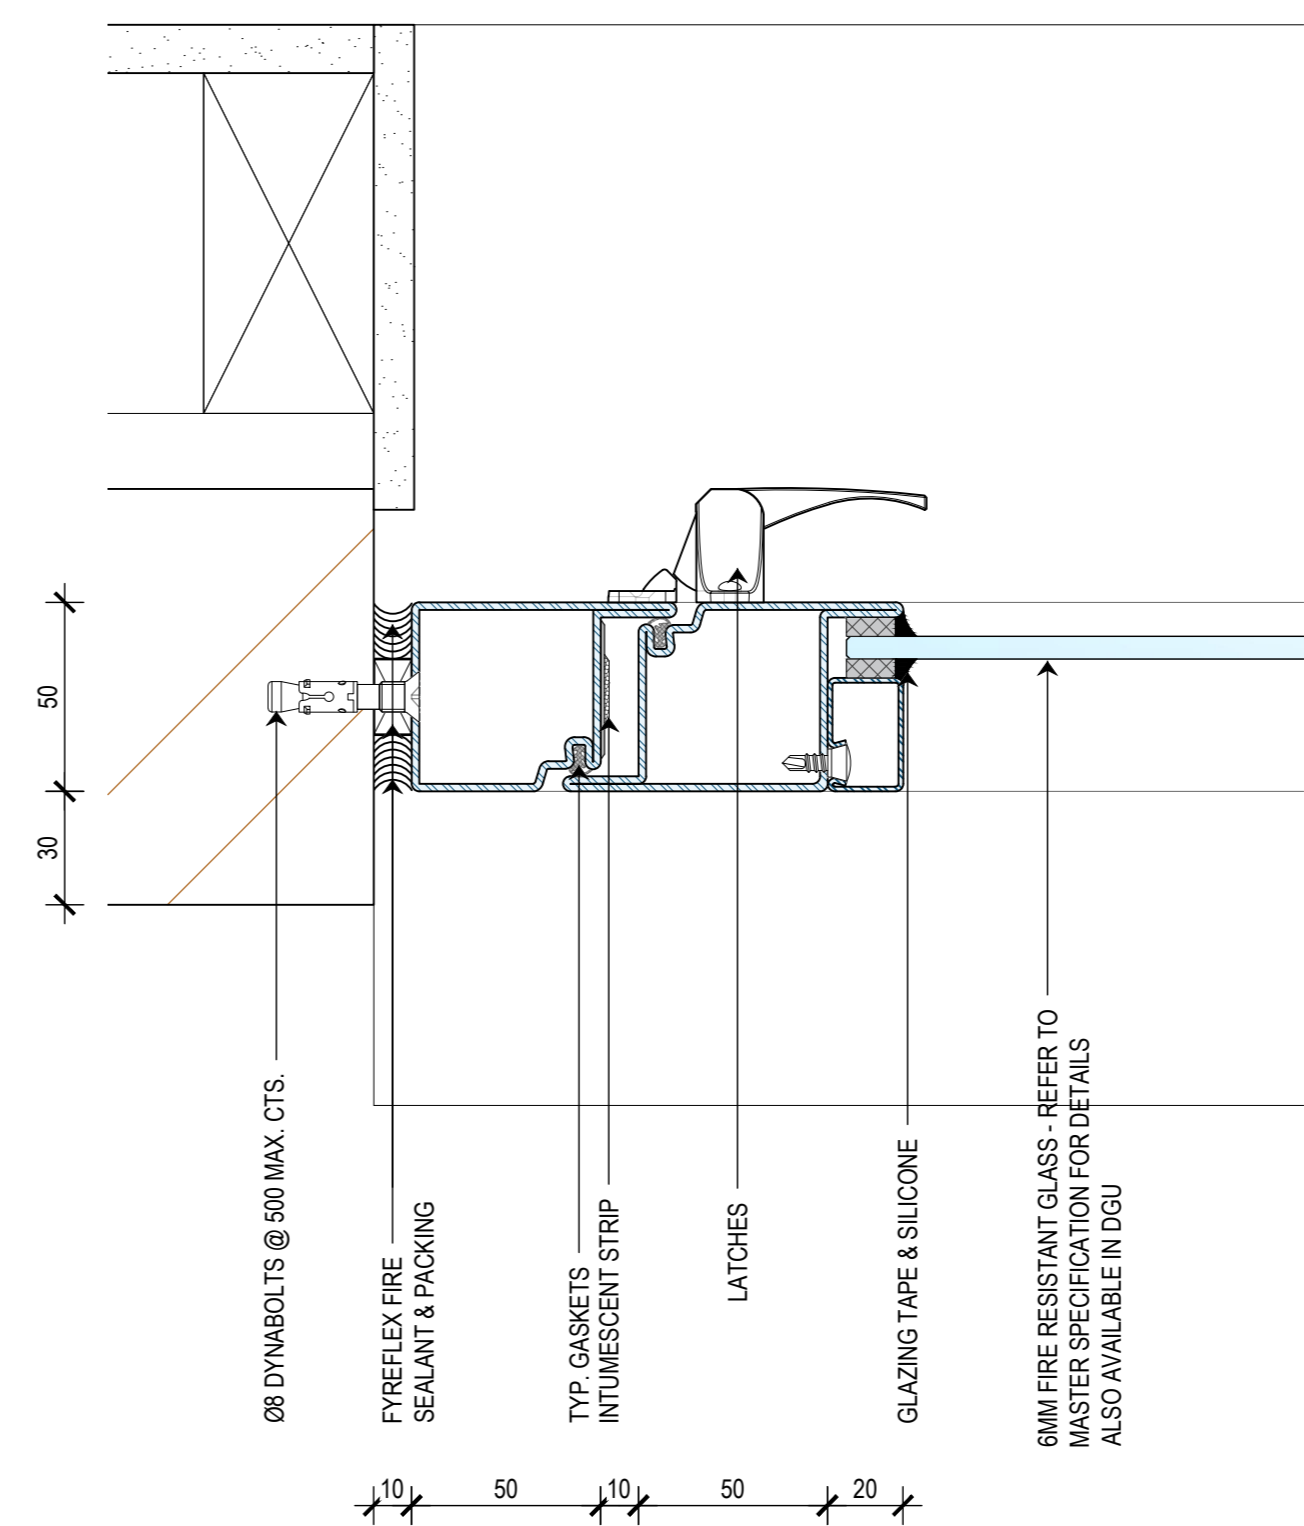 50
30
Ø8 DYNABOLTS @ 500 MAX. CTS.
FYREFLEX FIRE
SEALANT & PACKING
TYP. GASKETS
INTUMESCENT STRIP
LATCHES
GLAZING TAPE & SILICONE
6MM FIRE RESISTANT GLASS - REFER TO
MASTER SPECIFICATION FOR DETAILS
ALSO AVAILABLE IN DGU
10 50 10 50 20